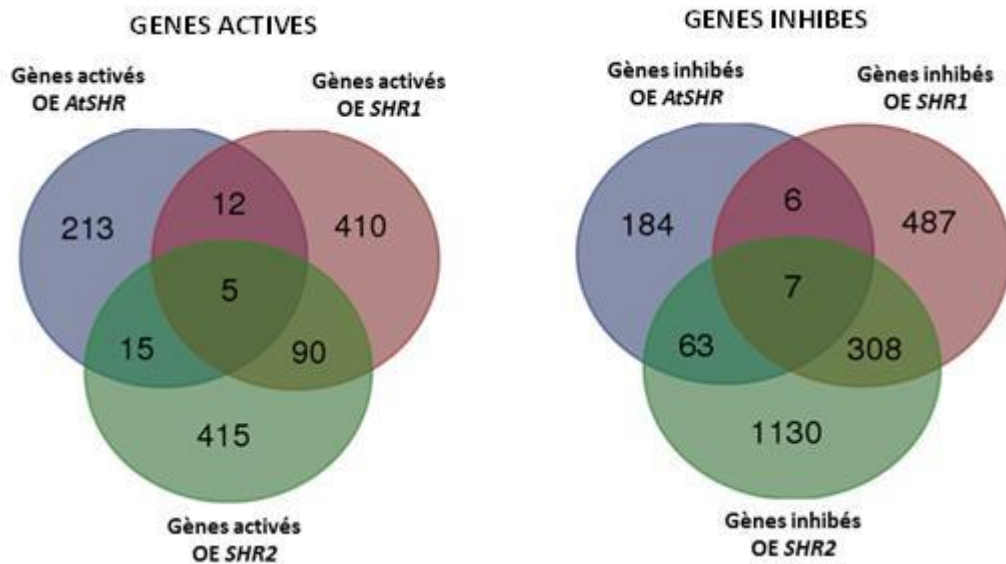 GENES ACTIVES
Gènes activés
OE AtSHR
Gènes activés
OE SHR1
213
12
410
5
15
90
415
Gènes activés
OE SHR2
GENES INHIBES
Gènes inhibés
OE AtSHR
Gènes inhibés
OE SHR1
184
6
487
7
63
308
1130
Gènes inhibés
OE SHR2